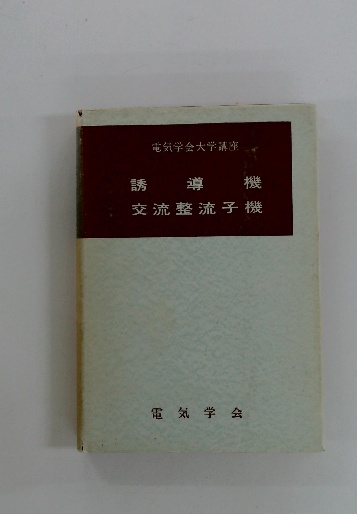 電気学会大学講座
誘導機
交流整流子機
電気学会